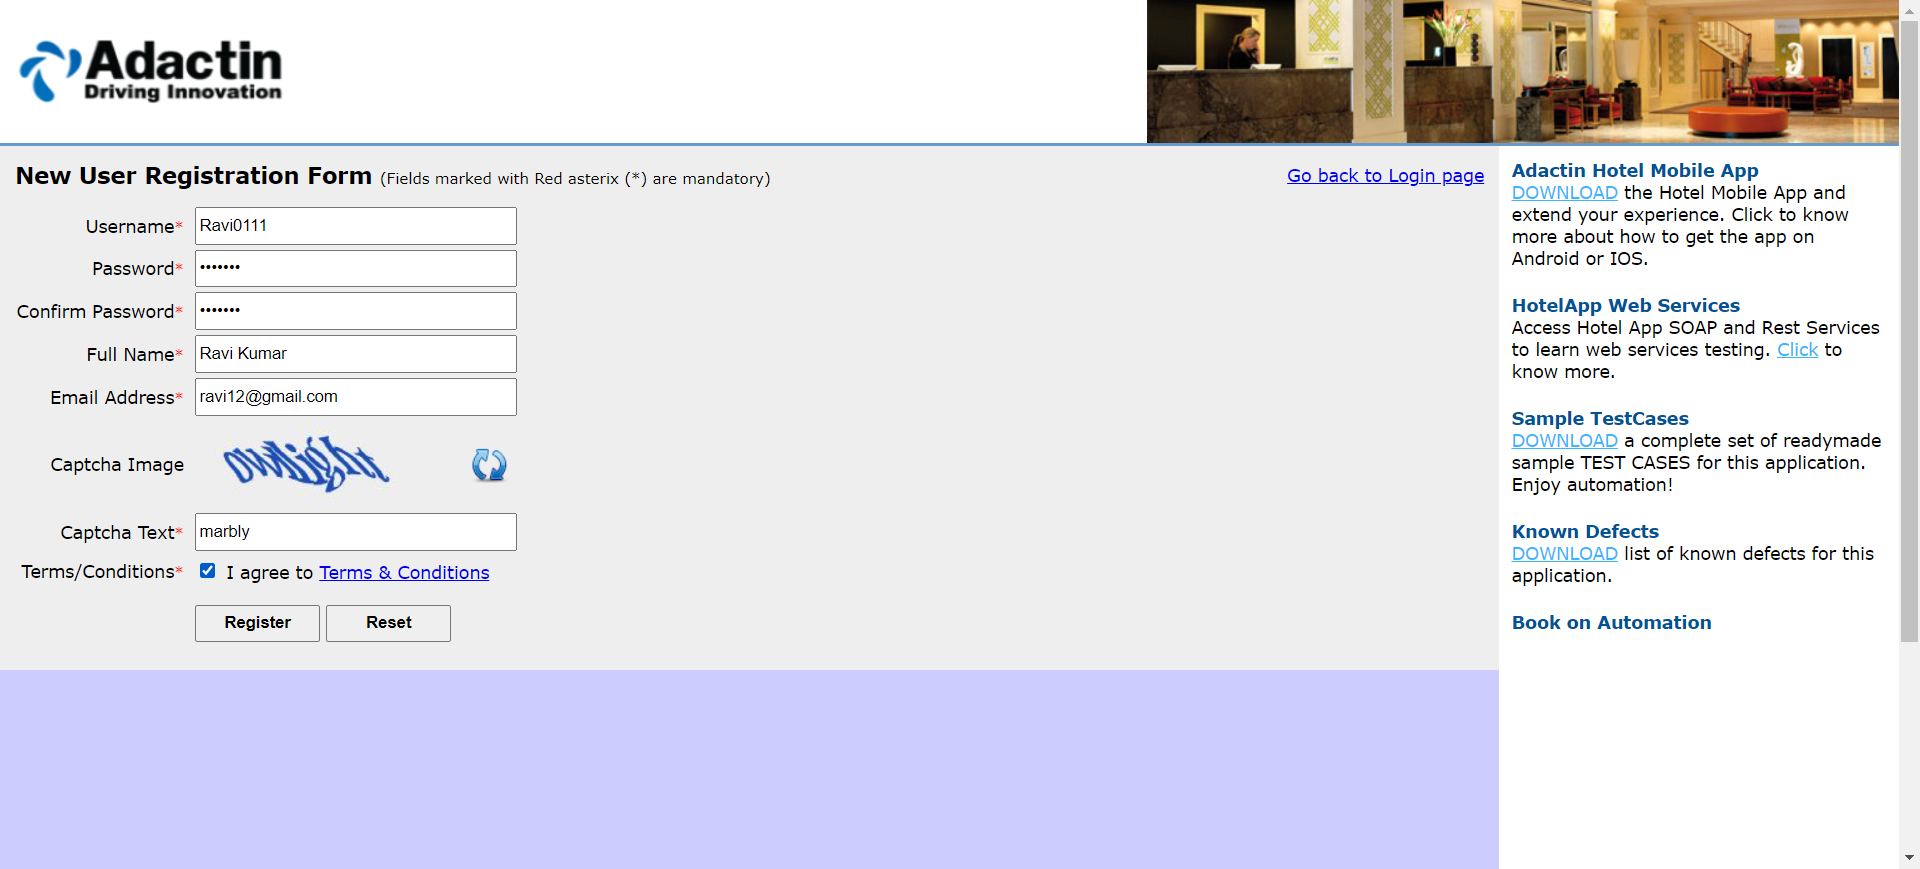 Adactin
Driving Innovation
New User Registration Form (Fields marked with Red asterix (*) are mandatory)
Go back to Login page
Username* Ravi0111
Password* •••••••
Confirm Password* •••••••
Full Name* Ravi Kumar
Email Address* ravi12@gmail.com
Captcha Image
Captcha Text* marbly
Terms/Conditions* I agree to Terms & Conditions
Register Reset
Adactin Hotel Mobile App
DOWNLOAD the Hotel Mobile App and
extend your experience. Click to know
more about how to get the app on
Android or IOS.
HotelApp Web Services
Access Hotel App SOAP and Rest Services
to learn web services testing. Click to
know more.
Sample TestCases
DOWNLOAD a complete set of readymade
sample TEST CASES for this application.
Enjoy automation!
Known Defects
DOWNLOAD list of known defects for this
application.
Book on Automation